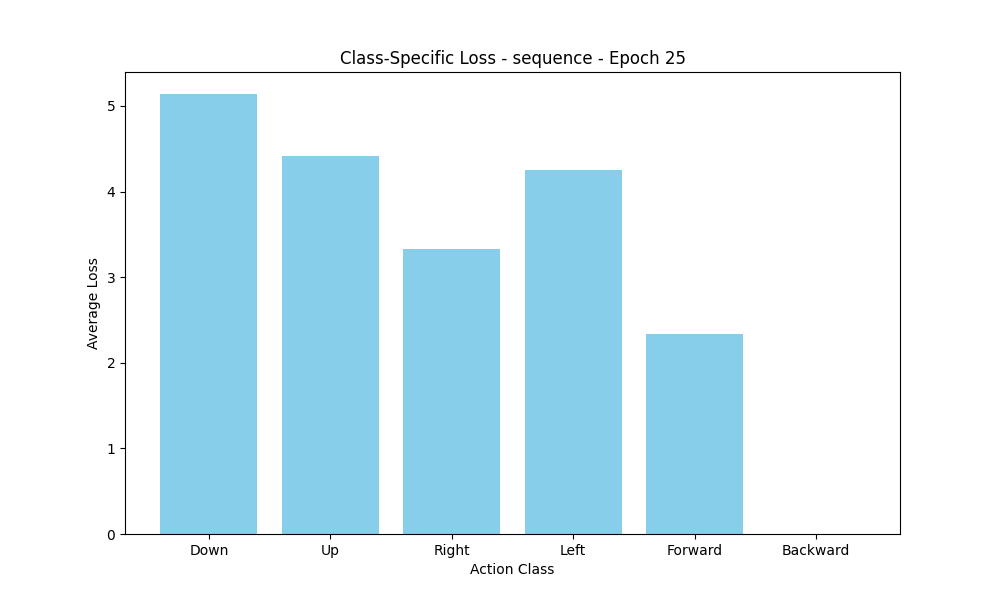 Class-Specific Loss - sequence - Epoch 25
Average Loss
5
4
3
2
1
0
Down Up Right Left Forward Backward
Action Class